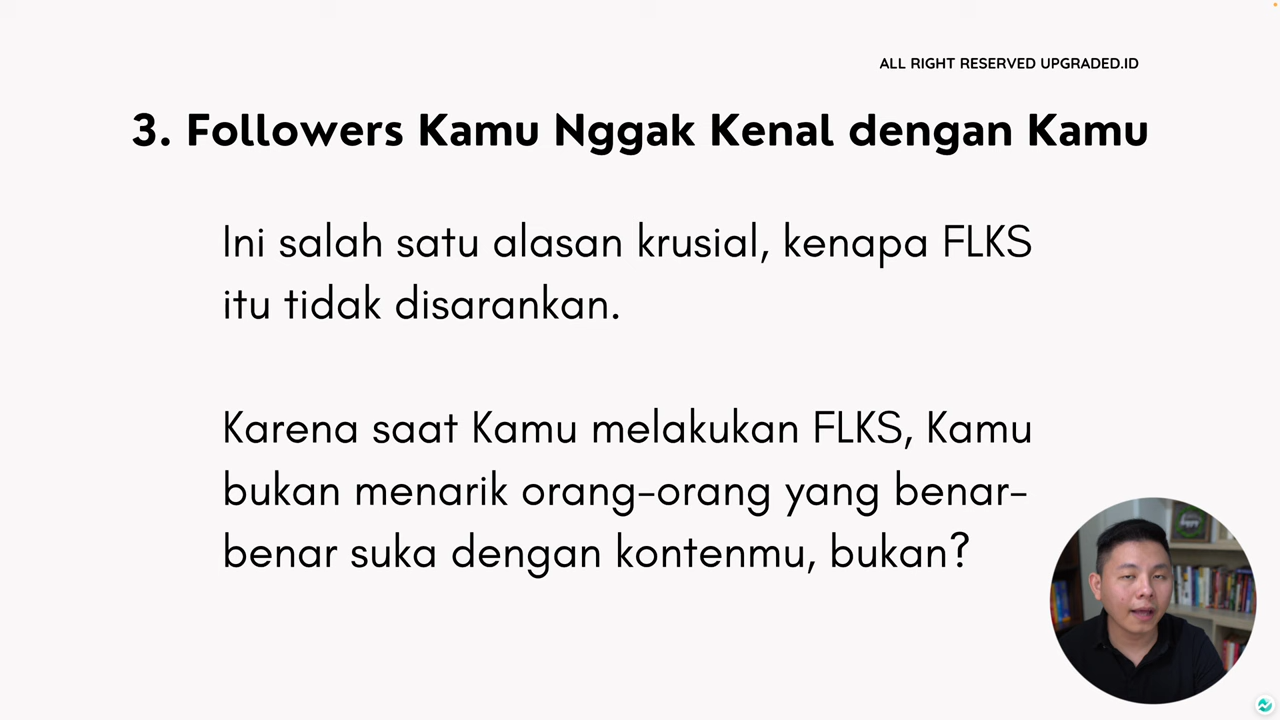 ALL RIGHT RESERVED UPGRADED.ID
3. Followers Kamu Nggak Kenal dengan Kamu
Ini salah satu alasan krusial, kenapa FLKS
itu tidak disarankan.
Karena saat Kamu melakukan FLKS, Kamu
bukan menarik orang-orang yang benar-
benar suka dengan kontenmu, bukan?